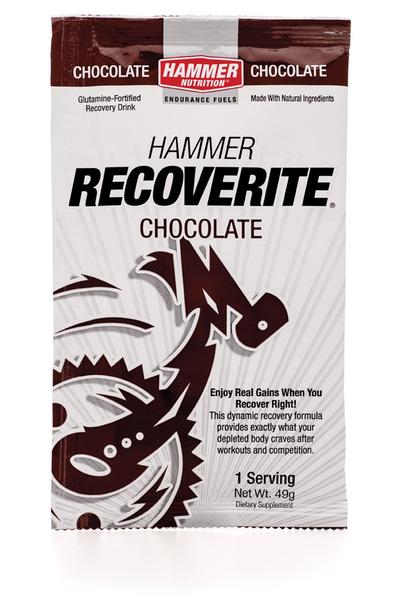 CHOCOLATE HAMMER NUTRITION® CHOCOLATE
Glutamine-Fortified
Recovery Drink
ENDURANCE FUELS
Made With Natural Ingredients
HAMMER
RECOVERITE®
CHOCOLATE
Enjoy Real Gains When You
Recover Right!
This dynamic recovery formula
provides exactly what your
depleted body craves after
workouts and competition.
1 Serving
Net Wt. 49g
Dietary Supplement